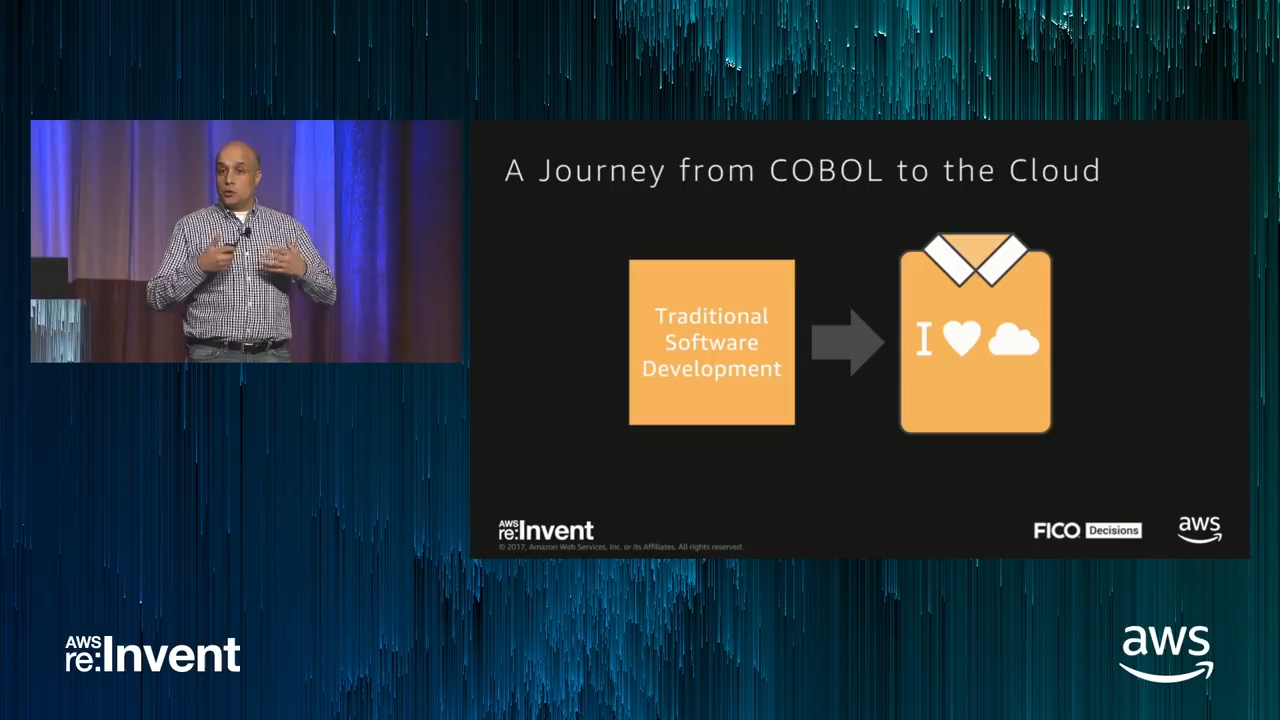 A Journey from COBOL to the Cloud
Traditional
Software
Development
I
AWS
re:Invent
© 2017, Amazon Web Services, Inc. or its Affiliates. All rights reserved.
FICO Decisions
aws
AWS
re:Invent
aws